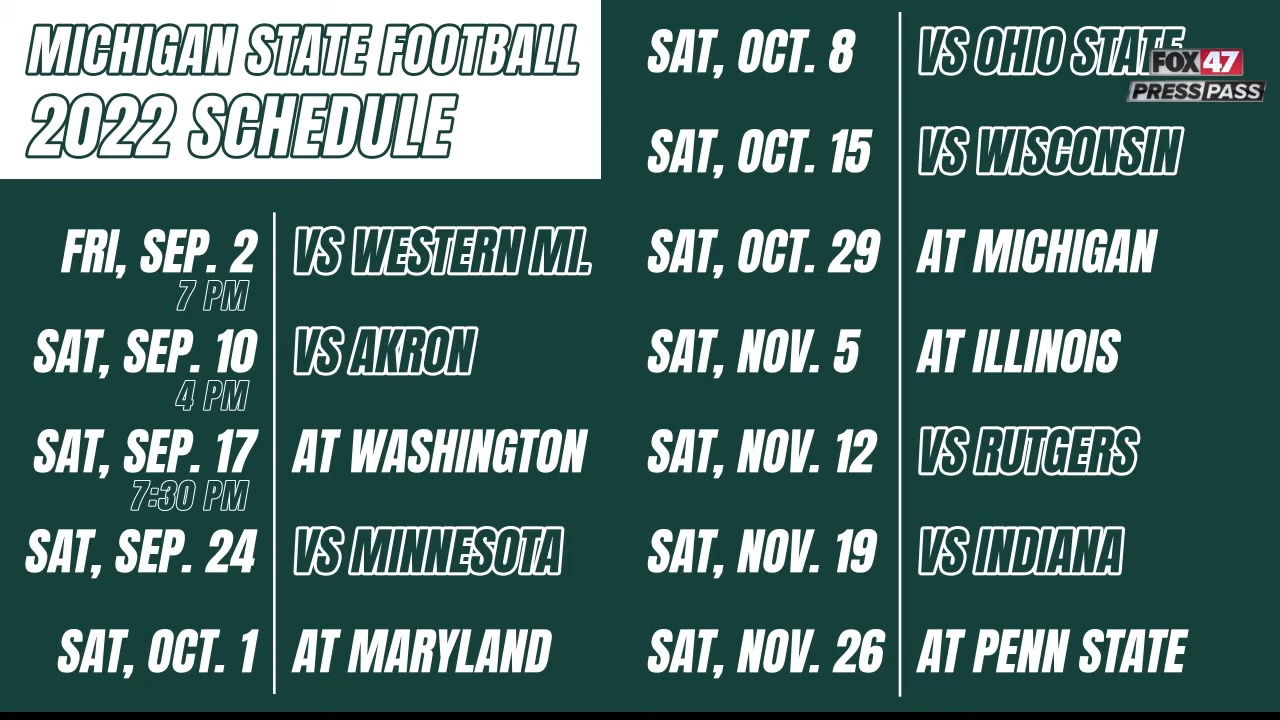 MICHIGAN STATE FOOTBALL
2022 SCHEDULE
FRI, SEP. 2 VS WESTERN MI.
7 PM
SAT, SEP. 10 VS AKRON
4 PM
SAT, SEP. 17 AT WASHINGTON
7:30 PM
SAT, SEP. 24 VS MINNESOTA
SAT, OCT. 1 AT MARYLAND
SAT, OCT. 8 VS OHIO STATE
FOX 47
PRESS PASS
SAT, OCT. 15 VS WISCONSIN
SAT, OCT. 29 AT MICHIGAN
SAT, NOV. 5 AT ILLINOIS
SAT, NOV. 12 VS RUTGERS
SAT, NOV. 19 VS INDIANA
SAT, NOV. 26 AT PENN STATE